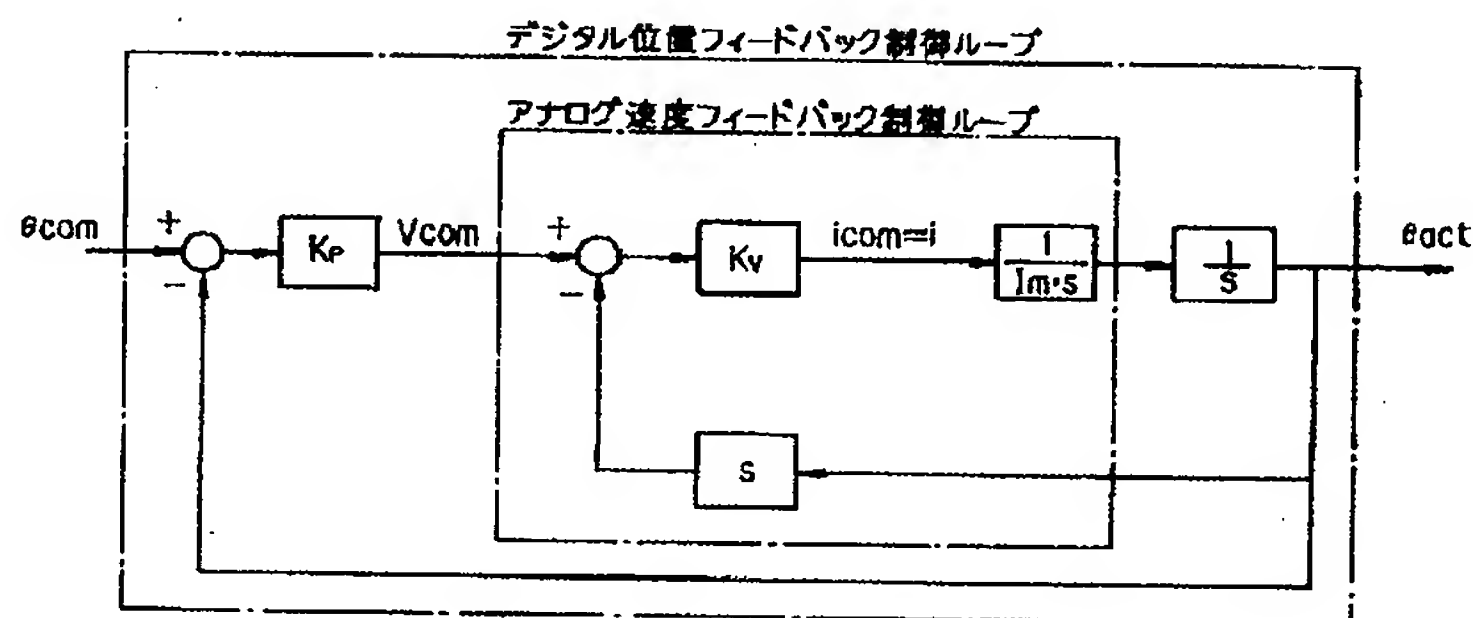 デジタル位置フィードバック制御ループ
アナログ速度フィードバック制御ループ
θcom
+
−
KP
Vcom
+
−
KV
icom=i
1
Im·s
1
S
θact
S